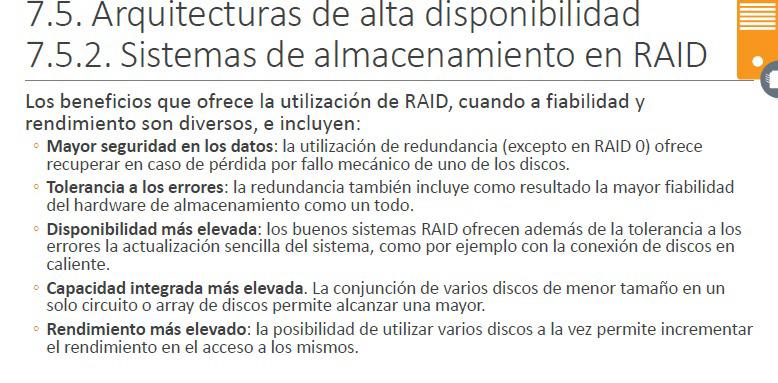 7.5. Arquitecturas de alta disponibilidad
7.5.2. Sistemas de almacenamiento en RAID
Los beneficios que ofrece la utilización de RAID, cuando a fiabilidad y
rendimiento son diversos, e incluyen:
◦ Mayor seguridad en los datos: la utilización de redundancia (excepto en RAID 0) ofrece
recuperar en caso de pérdida por fallo mecánico de uno de los discos.
◦ Tolerancia a los errores: la redundancia también incluye como resultado la mayor fiabilidad
del hardware de almacenamiento como un todo.
◦ Disponibilidad más elevada: los buenos sistemas RAID ofrecen además de la tolerancia a los
errores la actualización sencilla del sistema, como por ejemplo con la conexión de discos en
caliente.
◦ Capacidad integrada más elevada. La conjunción de varios discos de menor tamaño en un
solo circuito o array de discos permite alcanzar una mayor.
◦ Rendimiento más elevado: la posibilidad de utilizar varios discos a la vez permite incrementar
el rendimiento en el acceso a los mismos.